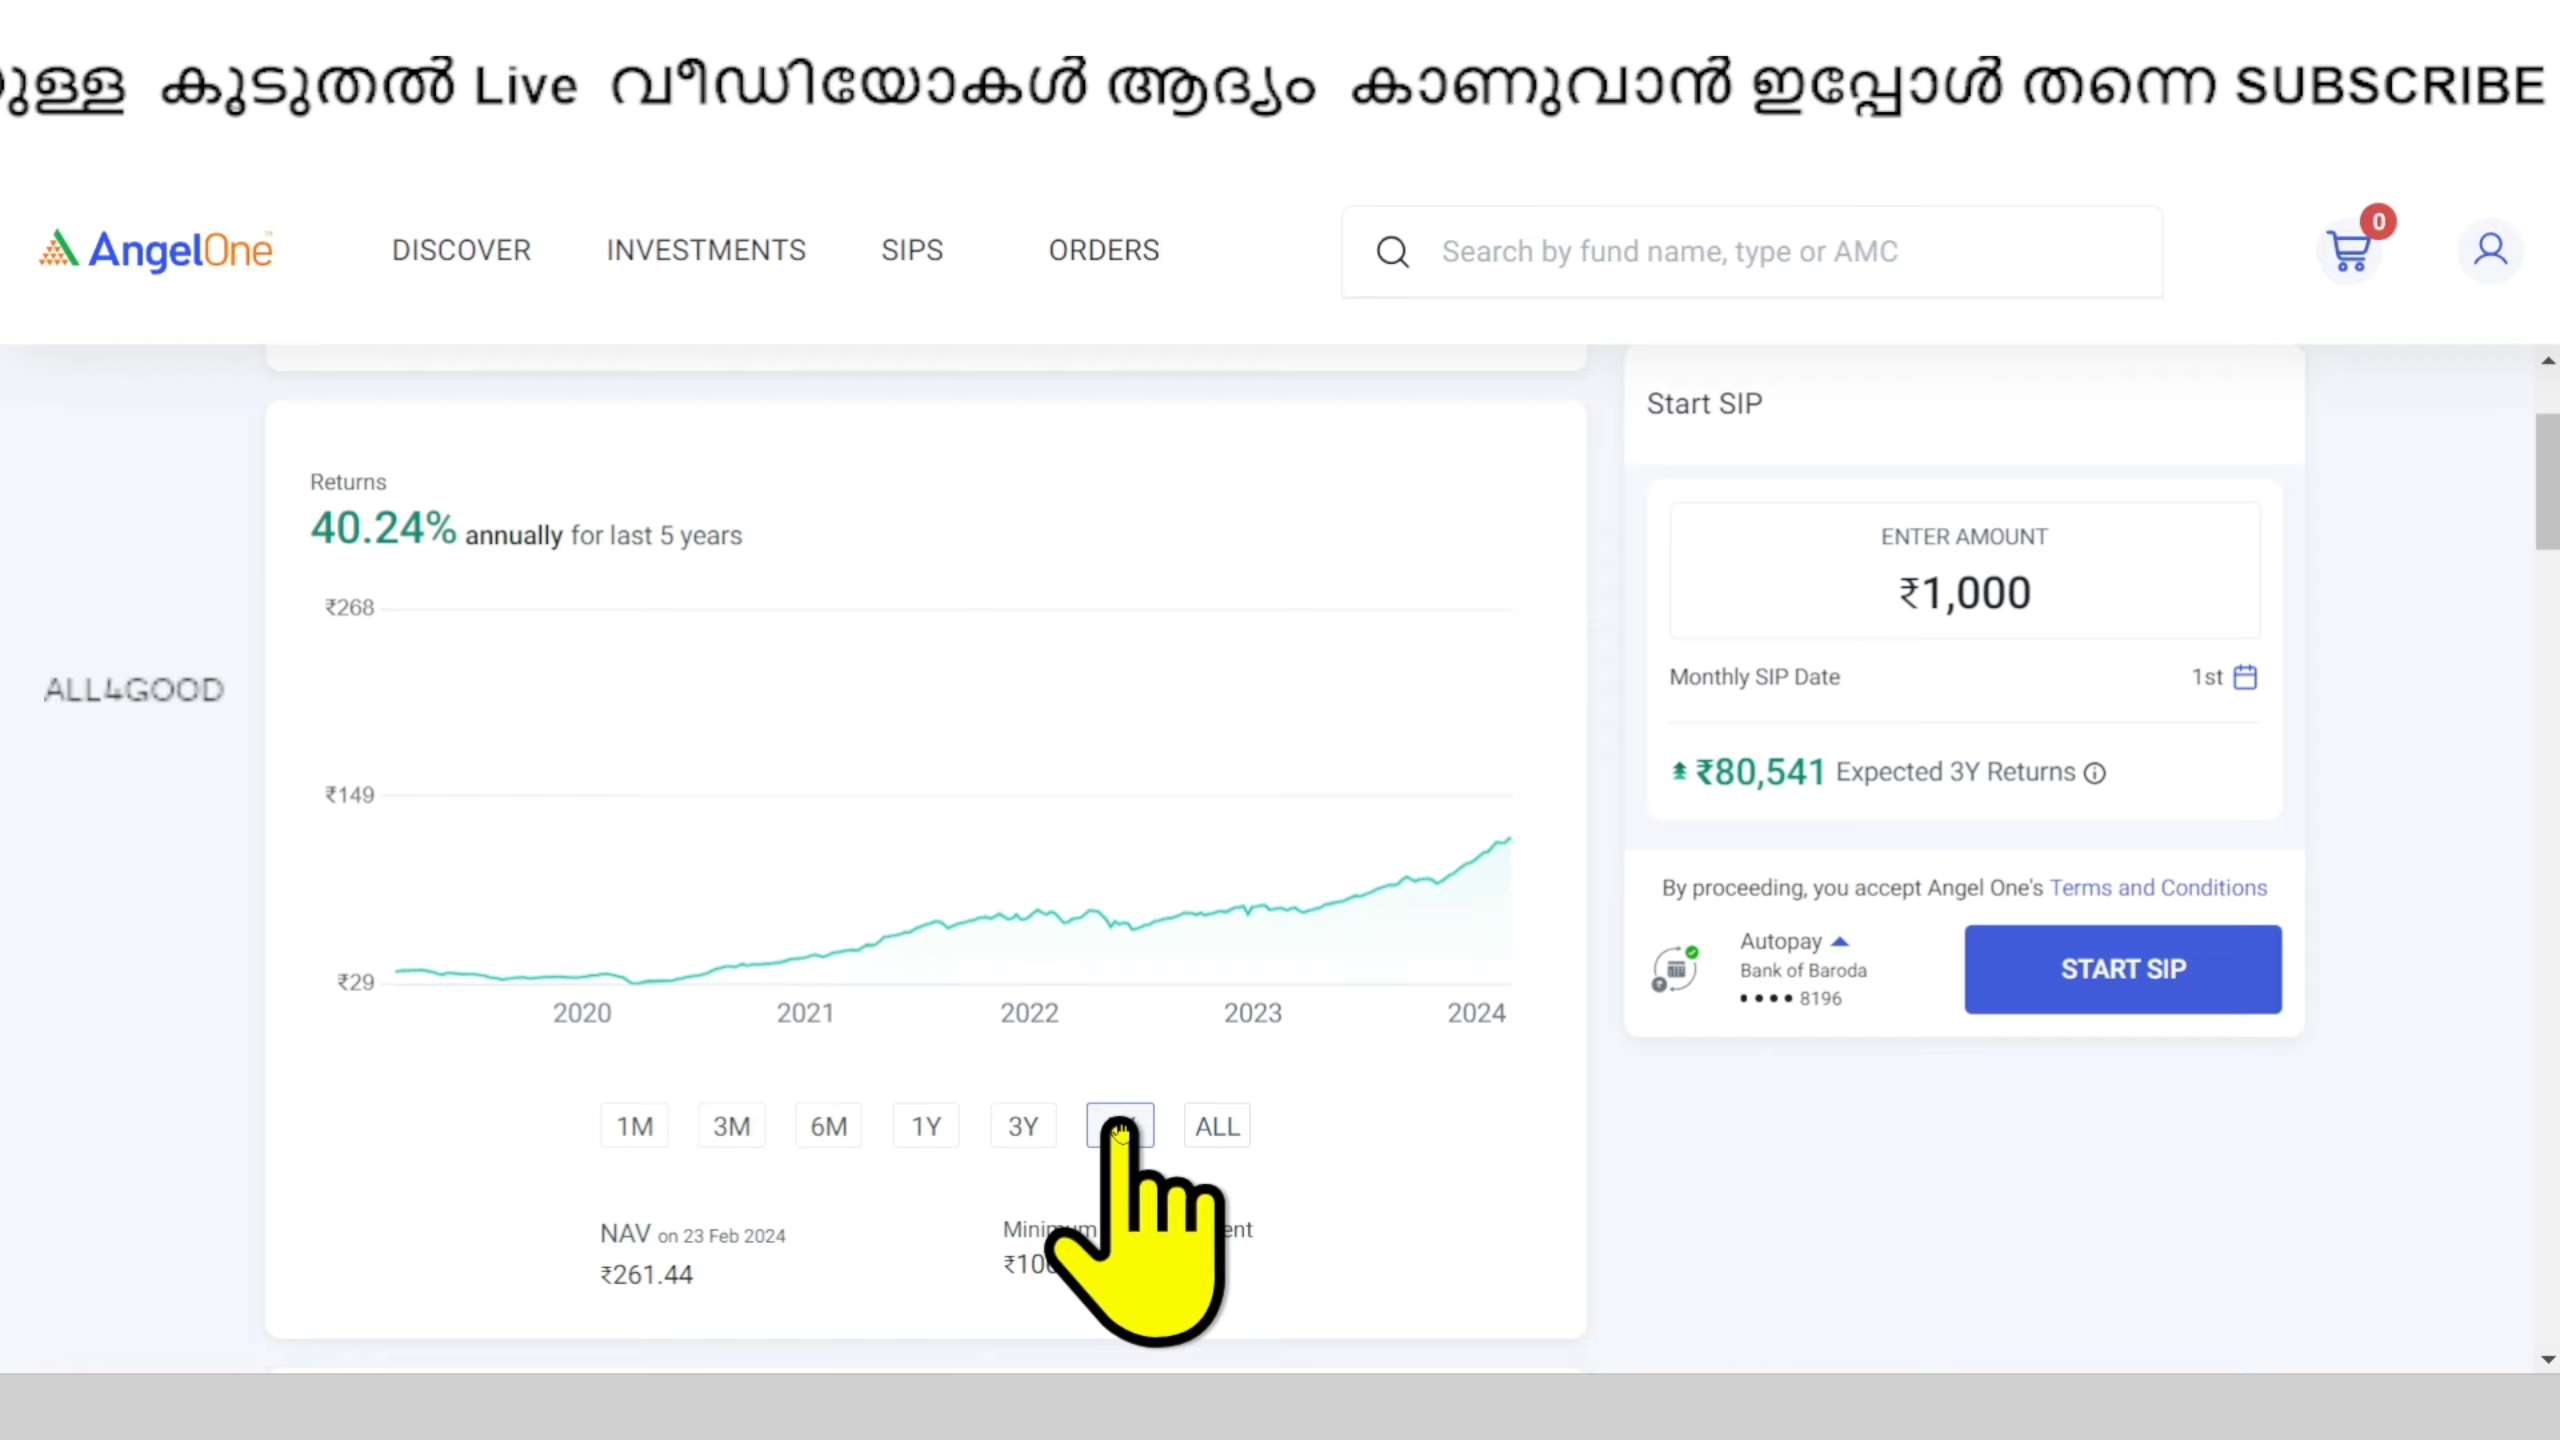 കൂടുതൽ Live വീഡിയോകൾ ആദ്യം കാണുവാൻ ഇപ്പോൾ തന്നെ SUBSCRIBE
AngelOne
DISCOVER
INVESTMENTS
SIPS
ORDERS
Search by fund name, type or AMC
0
Start SIP
Returns
40.24% annually for last 5 years
ENTER AMOUNT
₹1,000
₹268
Monthly SIP Date
1st
ALL4GOOD
₹80,541 Expected 3Y Returns
₹149
By proceeding, you accept Angel One's Terms and Conditions
Autopay
Bank of Baroda
•••• 8196
START SIP
₹29
2020 2021 2022 2023 2024
1M 3M 6M 1Y 3Y ALL
NAV on 23 Feb 2024
₹261.44